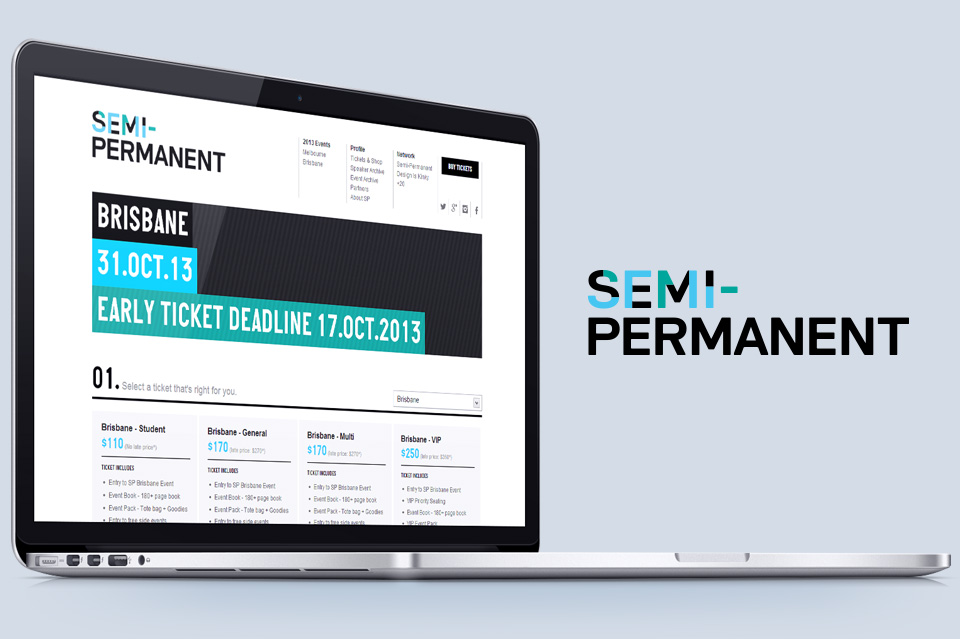 SEMI-
PERMANENT
2013 Events
Melbourne
Brisbane
Profile
Tickets & Shop
Speaker Archive
Event Archive
Partners
About SP
Network
Semi-Permanent
Design Is Kinky
+20
BUY TICKETS
BRISBANE
31.OCT.13
EARLY TICKET DEADLINE 17.OCT.2013
01. Select a ticket that's right for you.
Brisbane
Brisbane - Student
$110 (No late price*)
TICKET INCLUDES
• Entry to SP Brisbane Event
• Event Book - 180+ page book
• Event Pack - Tote bag + Goodies
• Entry to free side events
Brisbane - General
$170 (late price: $270*)
TICKET INCLUDES
• Entry to SP Brisbane Event
• Event Book - 180+ page book
• Event Pack - Tote bag + Goodies
• Entry to free side events
Brisbane - Multi
$170 (late price: $270*)
TICKET INCLUDES
• Entry to SP Brisbane Event
• Event Book - 180+ page book
• Event Pack - Tote bag + Goodies
• Entry to free side events
Brisbane - VIP
$250 (late price: $350*)
TICKET INCLUDES
• Entry to SP Brisbane Event
• VIP Priority Seating
• Event Book - 180+ page book
• VIP Event Pack
SEMI-
PERMANENT